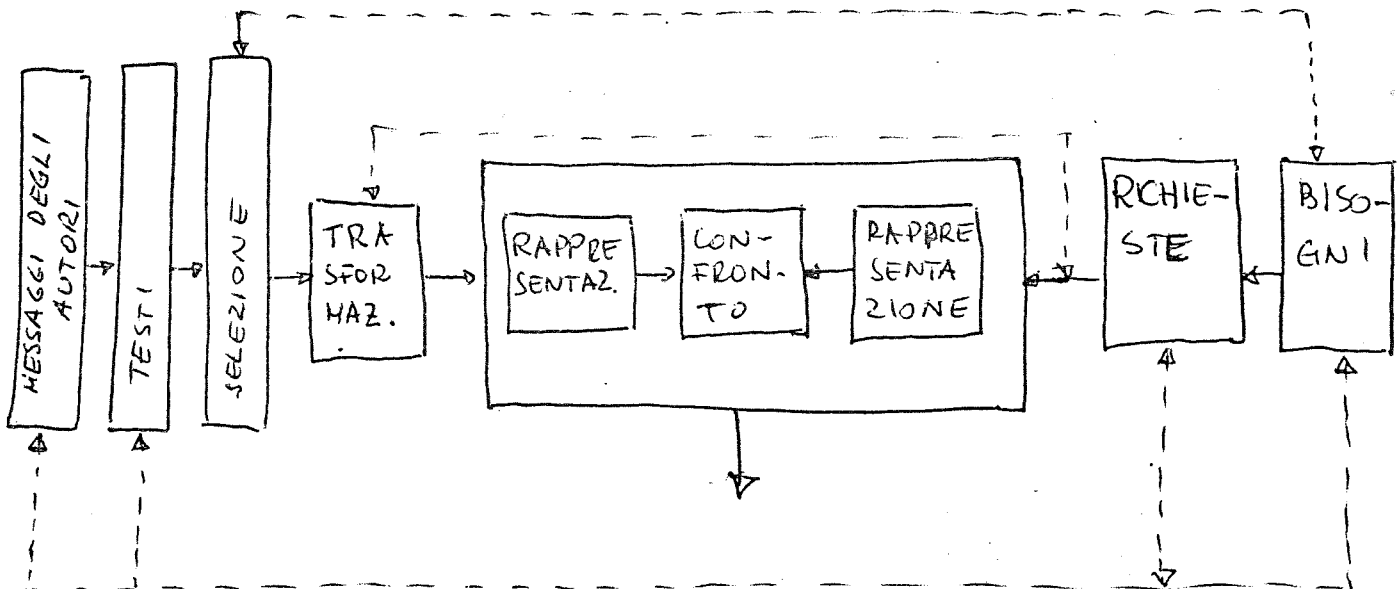 MESSAGGI DEGLI
AUTORI
TESTI
SELEZIONE
TRA
SFOR
MAZ.
RAPPRE
SENTAZ.
CON-
FRON-
TO
RAPPRE
SENTA
ZIONE
RICHIE-
STE
BISO-
GNI